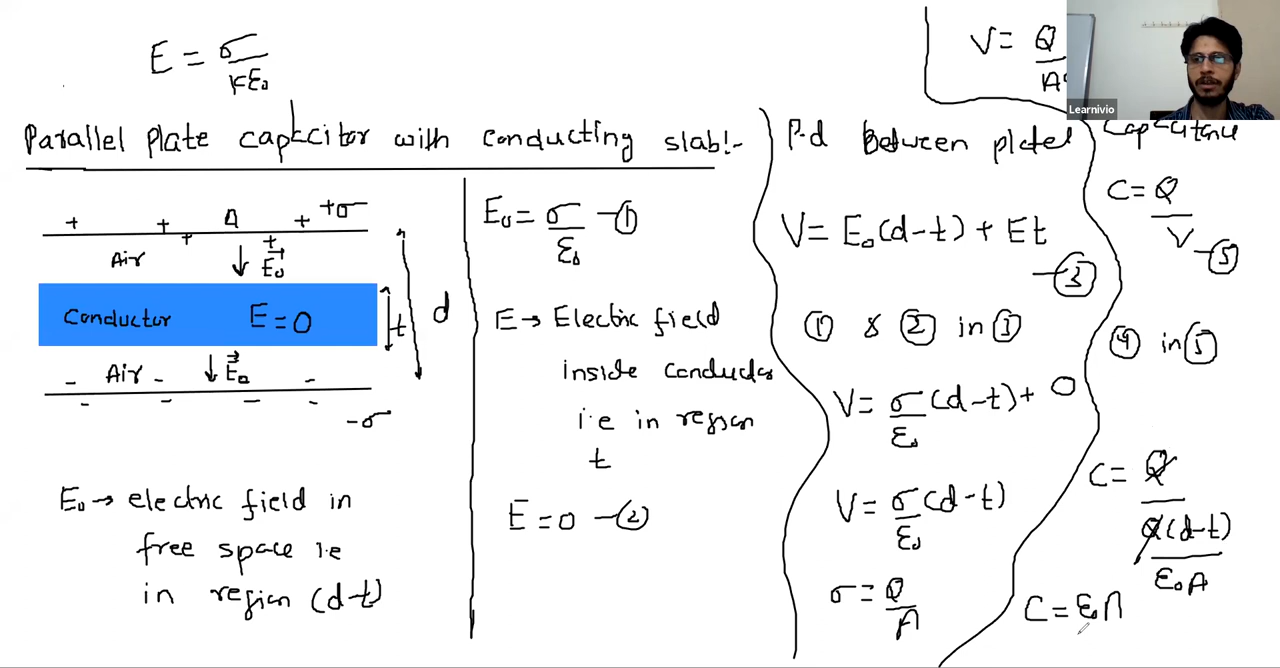 E = σ/κε₀
Parallel plate capacitor with conducting slab!-
+ + A + +σ
+ +
Air ↓ E₀
Conductor E = 0 t d
Air ↓ E₀
- - -
- - - -
-σ
E₀ → electric field in
free space i.e
in region (d-t)
E₀ = σ/ε₀ -①
E → Electric field
inside conductor
i.e in region
t
E = 0 -②
P.d between plates
V = E₀(d-t) + Et
-③
① & ② in ③
V = σ/ε₀ (d-t) + 0
V = σ/ε₀ (d-t)
σ = Q/A
V = Q
Learnivio
Capacitance
C = Q/V -⑤
④ in ⑤
C = Q
Q(d-t)
ε₀A
C = ε₀A